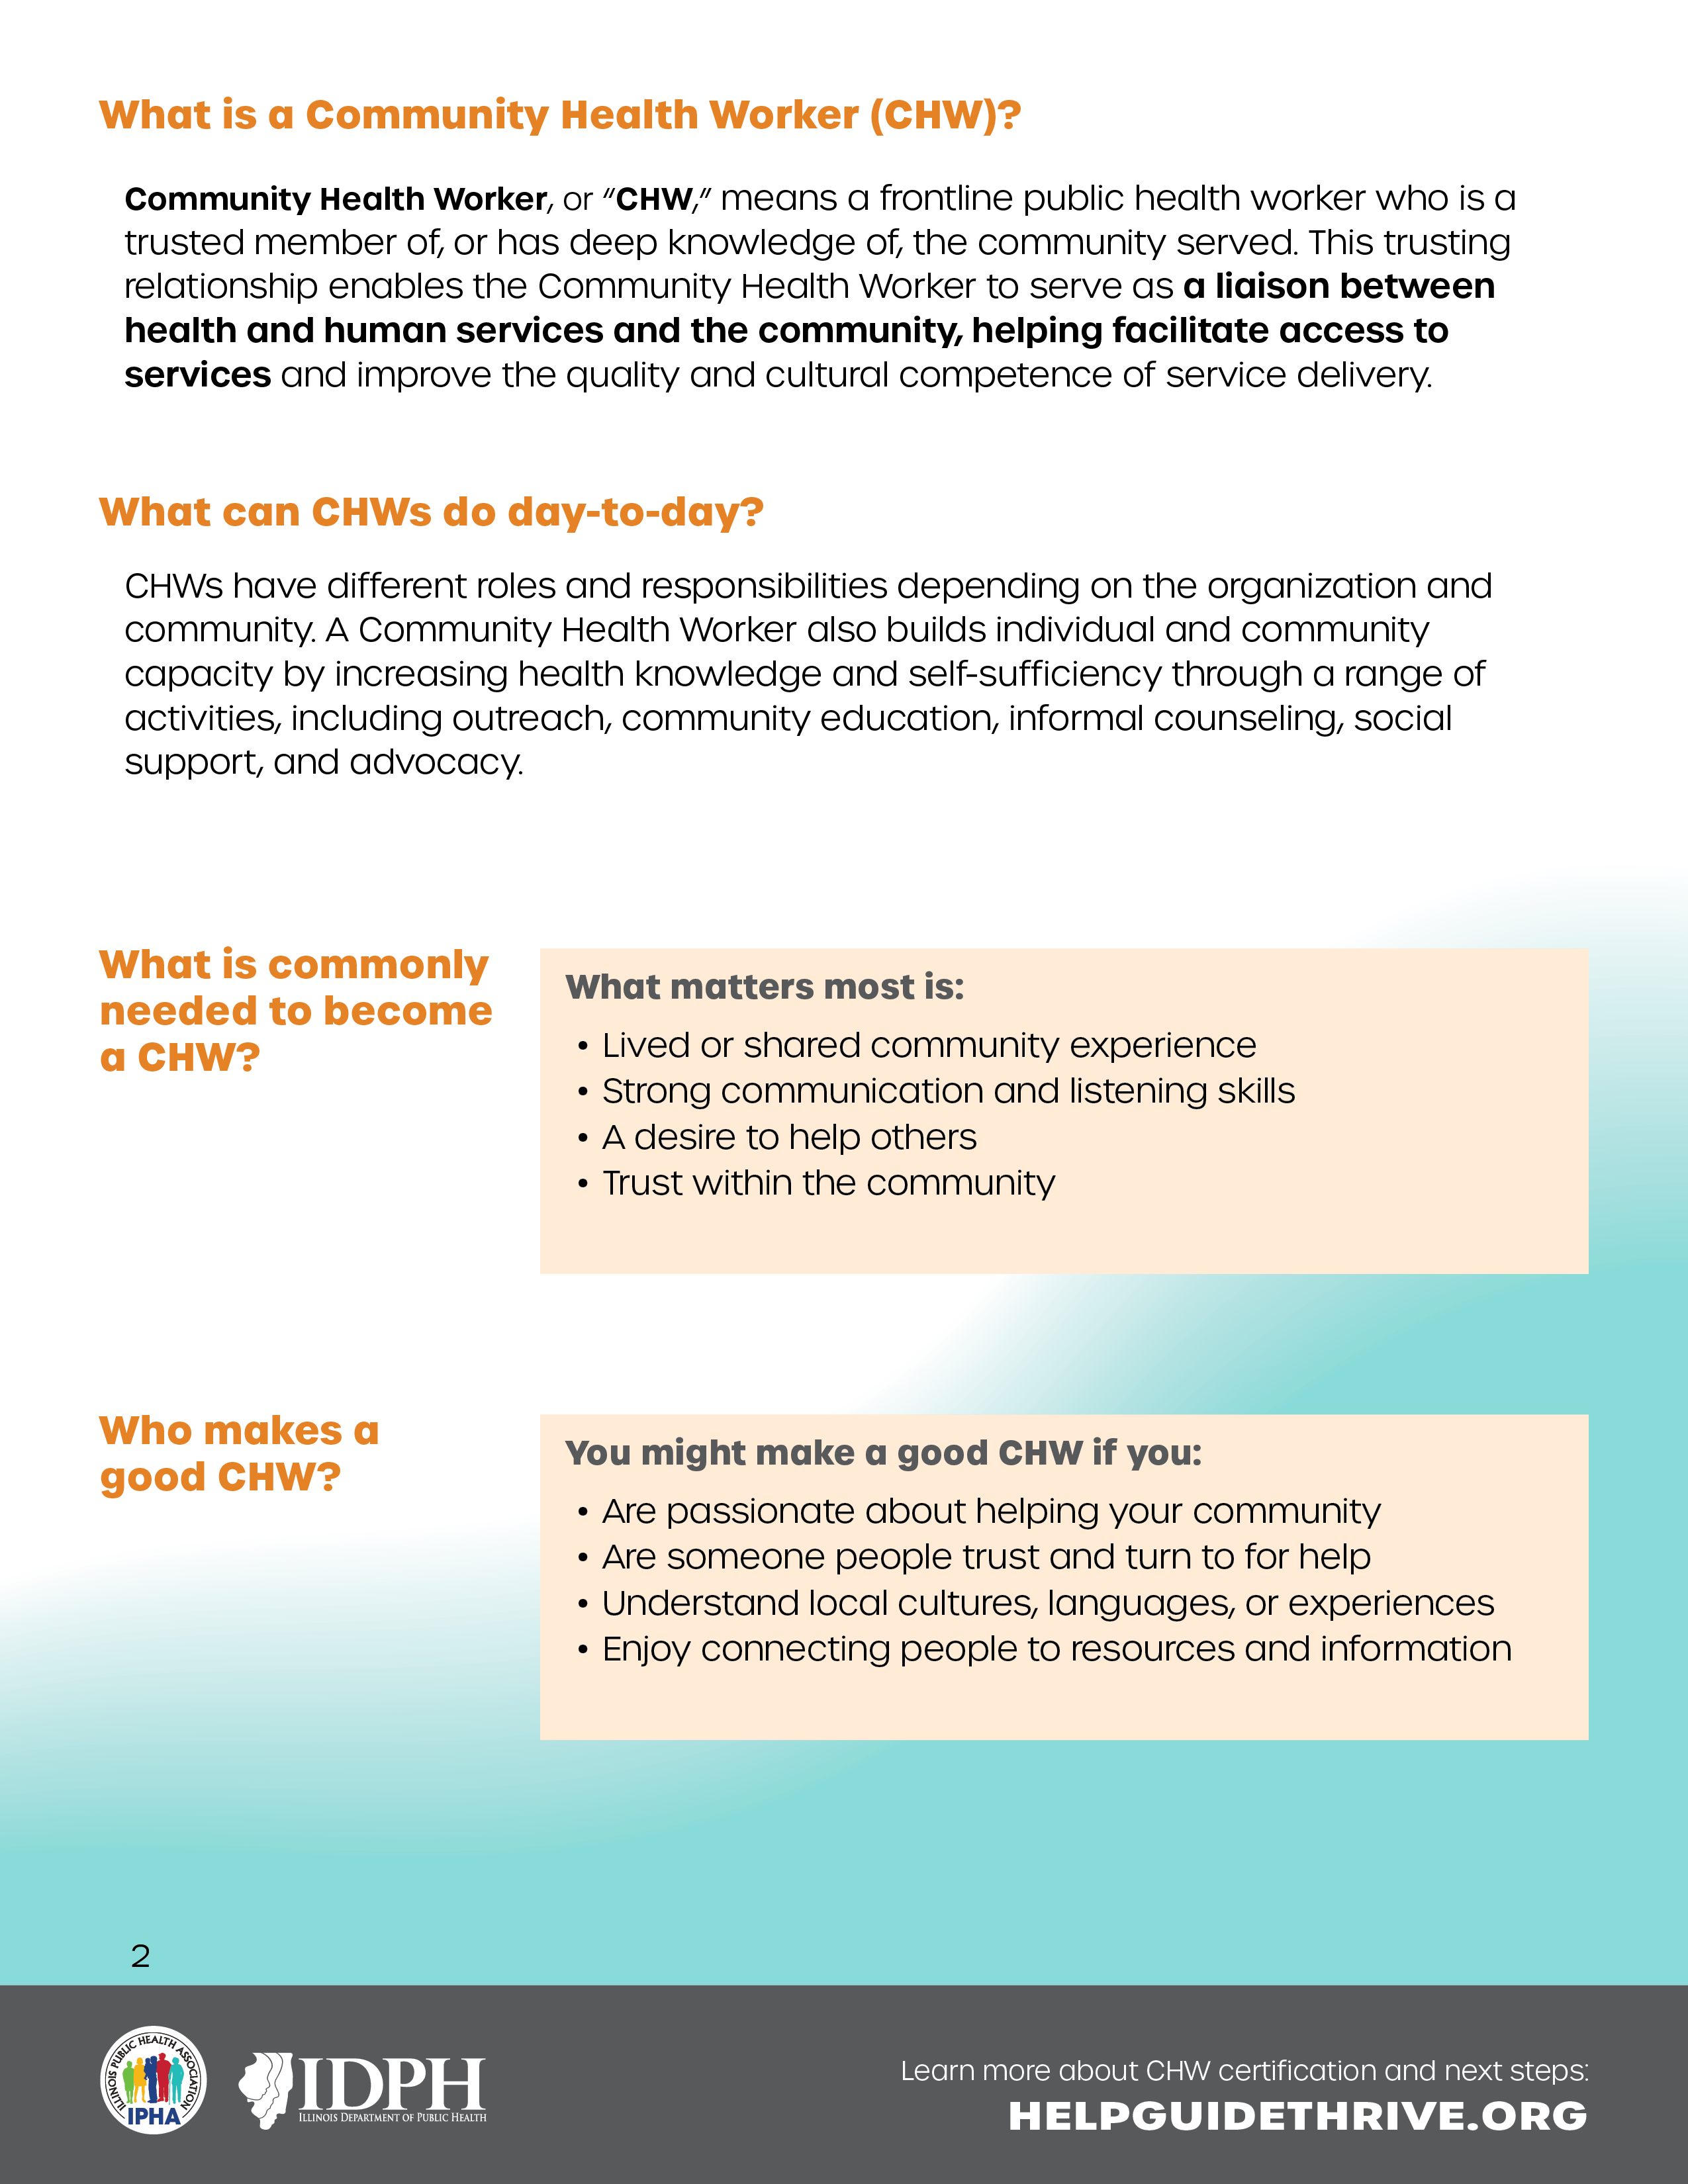 What is a Community Health Worker (CHW)?
Community Health Worker, or “CHW,” means a frontline public health worker who is a
trusted member of, or has deep knowledge of, the community served. This trusting
relationship enables the Community Health Worker to serve as a liaison between
health and human services and the community, helping facilitate access to
services and improve the quality and cultural competence of service delivery.
What can CHWs do day-to-day?
CHWs have different roles and responsibilities depending on the organization and
community. A Community Health Worker also builds individual and community
capacity by increasing health knowledge and self-sufficiency through a range of
activities, including outreach, community education, informal counseling, social
support, and advocacy.
What is commonly
needed to become
a CHW?
What matters most is:
• Lived or shared community experience
• Strong communication and listening skills
• A desire to help others
• Trust within the community
Who makes a
good CHW?
You might make a good CHW if you:
• Are passionate about helping your community
• Are someone people trust and turn to for help
• Understand local cultures, languages, or experiences
• Enjoy connecting people to resources and information
2
ILLINOIS PUBLIC HEALTH ASSOCIATION
IPHA
IDPH
ILLINOIS DEPARTMENT OF PUBLIC HEALTH
Learn more about CHW certification and next steps:
HELPGUIDETHRIVE.ORG